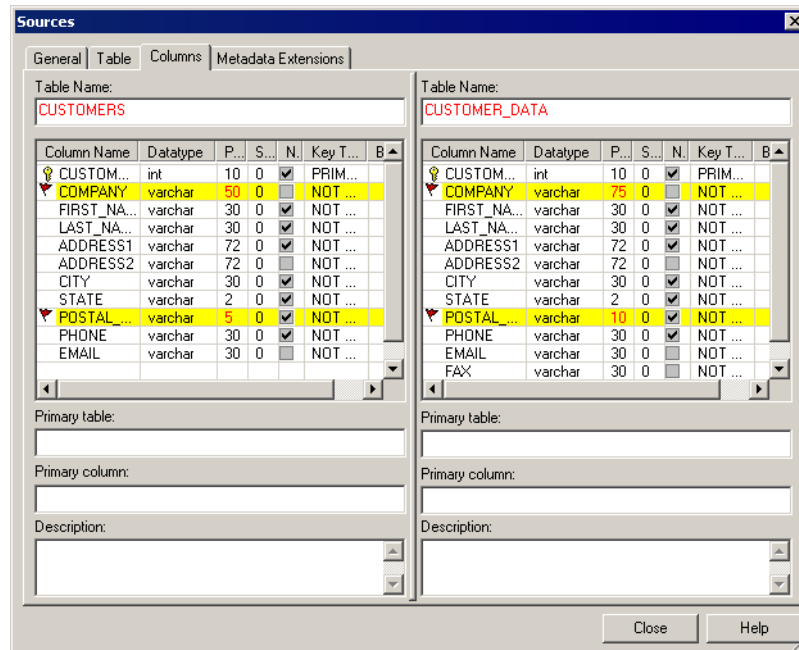 Sources
General Table Columns Metadata Extensions
Table Name:
CUSTOMERS
Column Name Datatype P... S... N. Key T... B
CUSTOM... int 10 0 PRIM...
COMPANY varchar 50 0 NOT ...
FIRST_NA... varchar 30 0 NOT ...
LAST_NA... varchar 30 0 NOT ...
ADDRESS1 varchar 72 0 NOT ...
ADDRESS2 varchar 72 0 NOT ...
CITY varchar 30 0 NOT ...
STATE varchar 2 0 NOT ...
POSTAL_... varchar 5 0 NOT ...
PHONE varchar 30 0 NOT ...
EMAIL varchar 30 0 NOT ...
Primary table:
Primary column:
Description:
Table Name:
CUSTOMER_DATA
Column Name Datatype P... S... N. Key T... B
CUSTOM... int 10 0 PRIM...
COMPANY varchar 75 0 NOT ...
FIRST_NA... varchar 30 0 NOT ...
LAST_NA... varchar 30 0 NOT ...
ADDRESS1 varchar 72 0 NOT ...
ADDRESS2 varchar 72 0 NOT ...
CITY varchar 30 0 NOT ...
STATE varchar 2 0 NOT ...
POSTAL_... varchar 10 0 NOT ...
PHONE varchar 30 0 NOT ...
EMAIL varchar 30 0 NOT ...
FAX varchar 30 0 NOT ...
Primary table:
Primary column:
Description:
Close Help